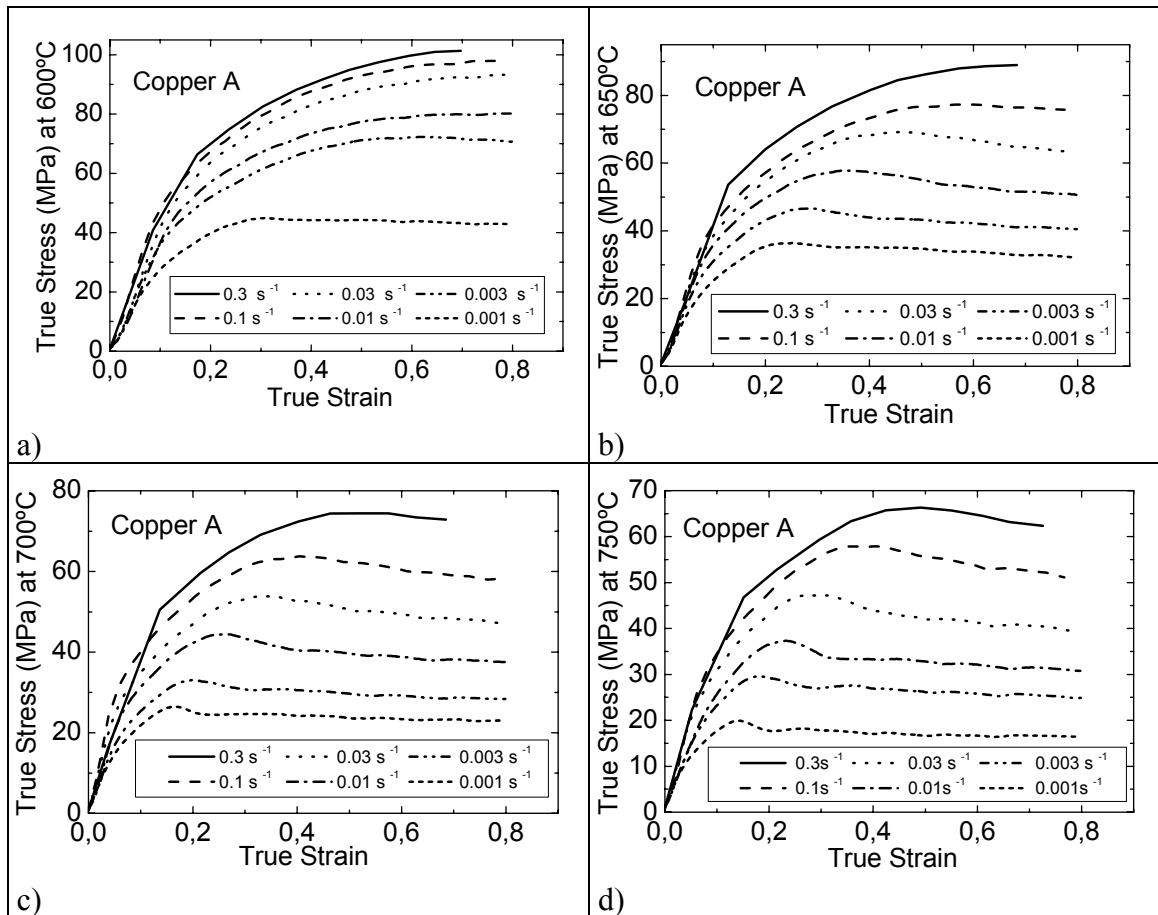 True Stress (MPa) at 600ºC
100
80
60
40
20
0
Copper A
0.3 s -1
0.03 s -1
0.003 s -1
0.1 s -1
0.01 s -1
0.001 s -1
0,0 0,2 0,4 0,6 0,8
True Strain
a)
True Stress (MPa) at 650ºC
80
60
40
20
0
Copper A
0.3 s -1
0.03 s -1
0.003 s -1
0.1 s -1
0.01 s -1
0.001 s -1
0,0 0,2 0,4 0,6 0,8
True Strain
b)
True Stress (MPa) at 700ºC
80
60
40
20
0
Copper A
0.3 s -1
0.03 s -1
0.003 s -1
0.1 s -1
0.01 s -1
0.001 s -1
0,0 0,2 0,4 0,6 0,8
True Strain
c)
True Stress (MPa) at 750ºC
70
60
50
40
30
20
10
0
Copper A
0.3s -1
0.03 s -1
0.003 s -1
0.1s -1
0.01s -1
0.001s -1
0,0 0,2 0,4 0,6 0,8
True Strain
d)